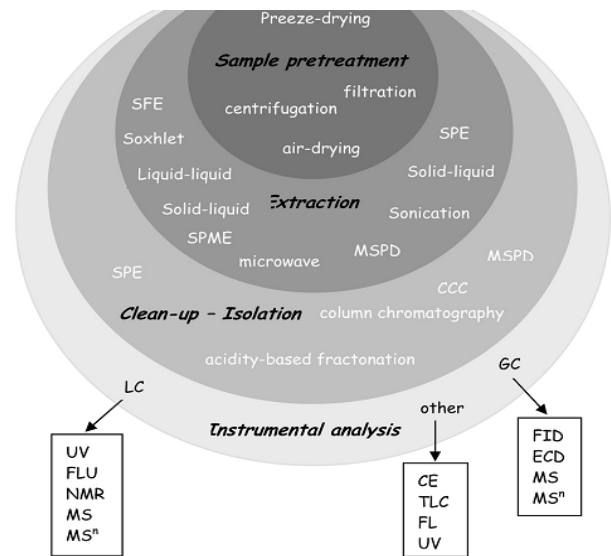 Preeze-drying
Sample pretreatment
filtration
centrifugation
air-drying
SFE
Soxhlet
Liquid-liquid
Solid-liquid
SPME
microwave
MSPD
Sonication
Solid-liquid
SPE
Extraction
SPE
MSPD
CCC
Clean-up – Isolation
column chromatography
acidity-based fractonation
LC
Instrumental analysis
other
GC
UV
FLU
NMR
MS
MSⁿ
CE
TLC
FL
UV
FID
ECD
MS
MSⁿ